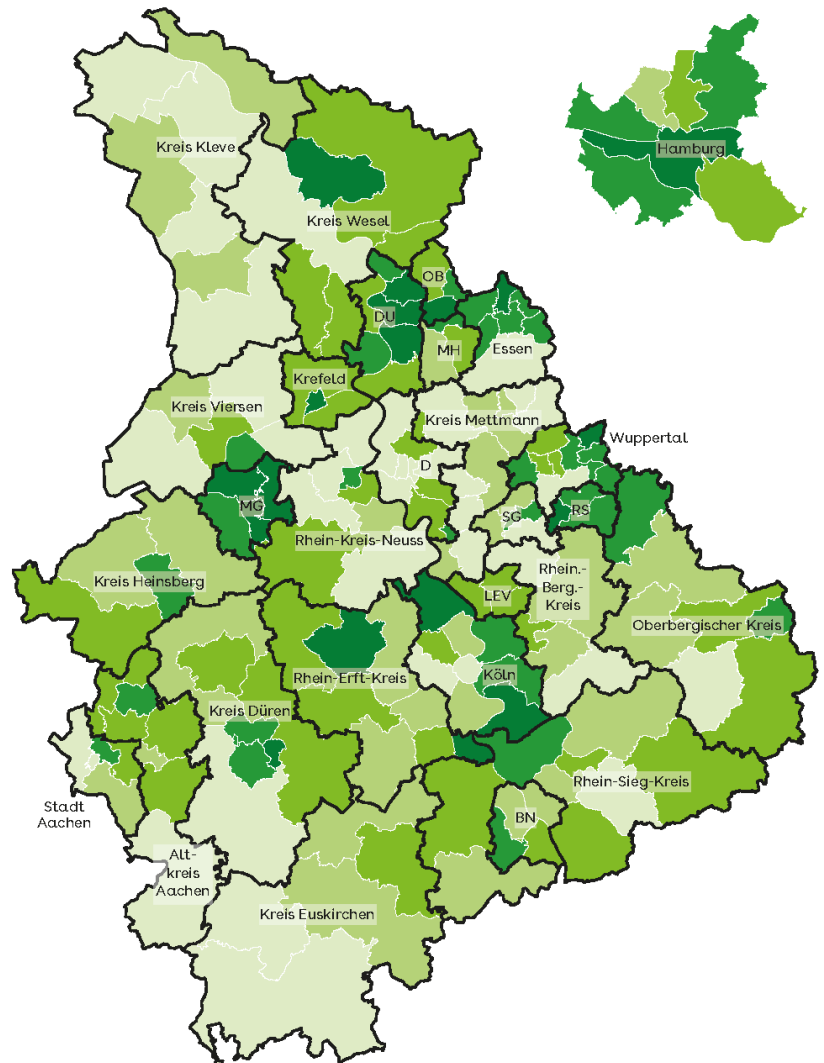 Kreis Kleve
Hamburg
Kreis Wesel
OB
DU
MH
Essen
Krefeld
Kreis Viersen
Kreis Mettmann
Wuppertal
D
MG
SG
RS
Rhein-Kreis-Neuss
Kreis Heinsberg
LEV
Rhein.-
Berg.-
Kreis
Oberbergischer Kreis
Rhein-Erft-Kreis
Köln
Kreis Düren
Rhein-Sieg-Kreis
Stadt
Aachen
BN
Alt-
kreis
Aachen
Kreis Euskirchen